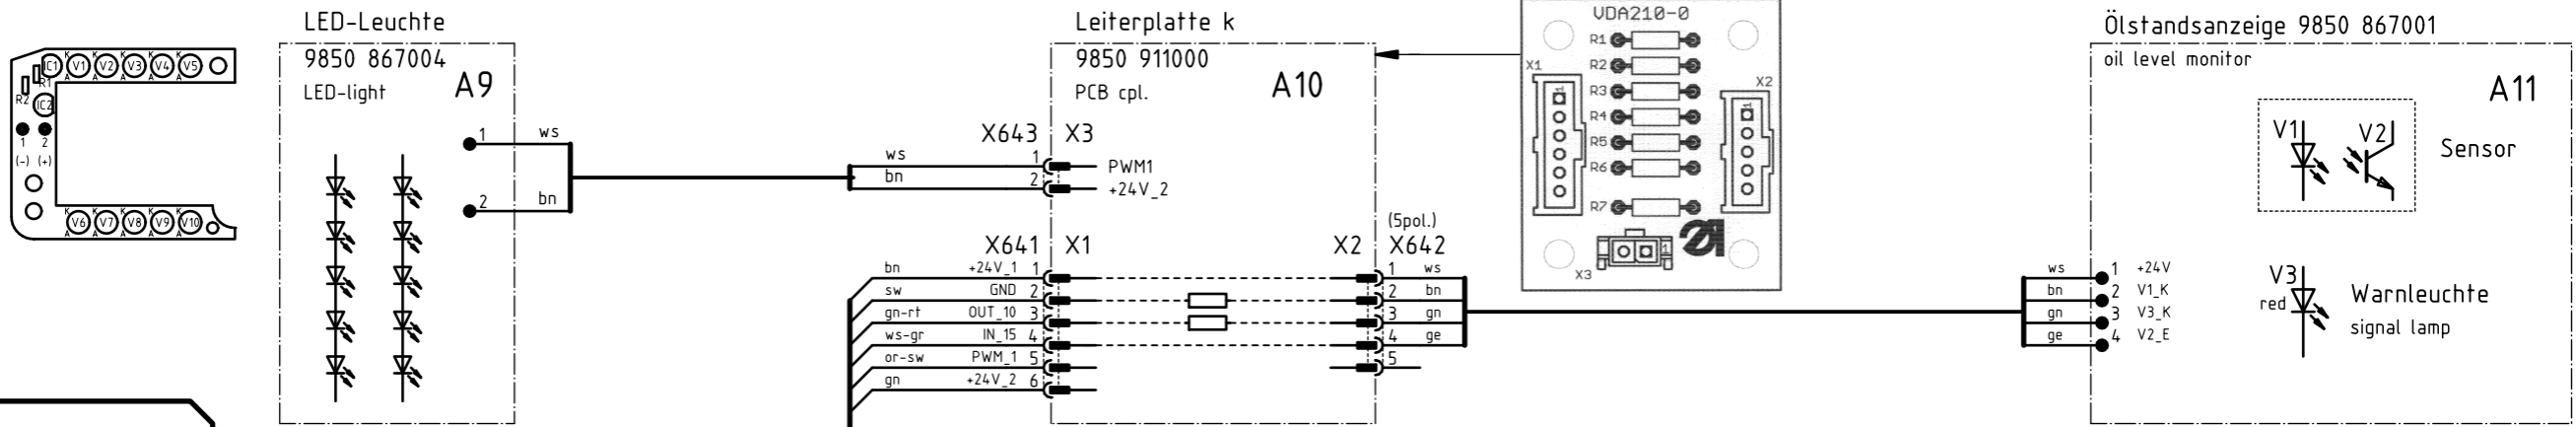 LED-Leuchte
9850 867004
LED-light
A9
IC1 V1 V2 V3 V4 V5
K K K K K
A A A A A
R1
R2
IC2
1 2
(-) (+)
K K K K K
V6 V7 V8 V9 V10
A A A A A
1 ws
2 bn
Leiterplatte k
9850 911000
PCB cpl.
A10
X643 X3
ws 1 PWM1
bn 2 +24V_2
X641 X1
bn +24V_1 1
sw GND 2
gn-rt OUT_10 3
ws-gr IN_15 4
or-sw PWM_1 5
gn +24V_2 6
(5pol.)
X2 X642
1 ws
2 bn
3 gn
4 ge
5
VDA210-0
X1
X2
R1
R2
R3
R4
R5
R6
R7
1
1
1
X3
Ölstandsanzeige 9850 867001
oil level monitor
A11
V1 V2
Sensor
ws 1 +24V
bn 2 V1_K
gn 3 V3_K
ge 4 V2_E
V3
red
Warnleuchte
signal lamp